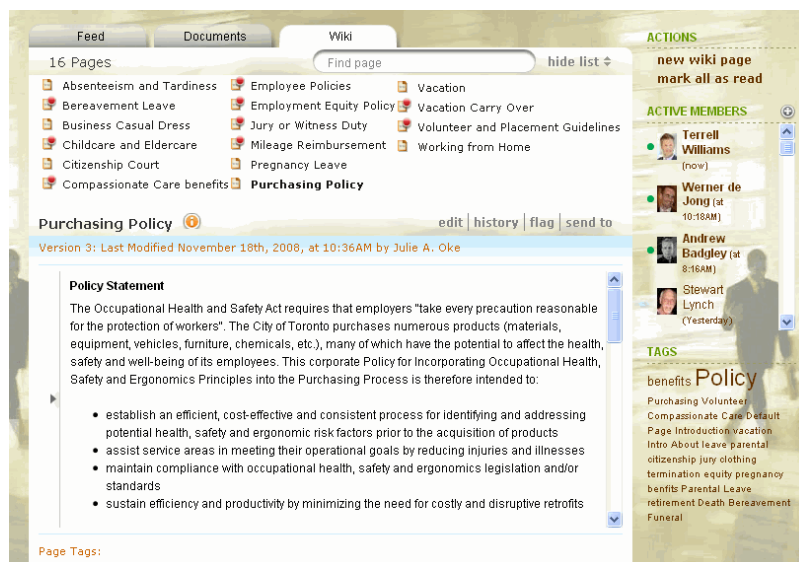 Feed
Documents
Wiki
16 Pages
Find page
hide list
Absenteeism and Tardiness
Bereavement Leave
Business Casual Dress
Childcare and Eldercare
Citizenship Court
Compassionate Care benefits
Employee Policies
Employment Equity Policy
Jury or Witness Duty
Mileage Reimbursement
Pregnancy Leave
Purchasing Policy
Vacation
Vacation Carry Over
Volunteer and Placement Guidelines
Working from Home
Purchasing Policy
edit | history | flag | send to
Version 3: Last Modified November 18th, 2008, at 10:36AM by Julie A. Oke
Policy Statement
The Occupational Health and Safety Act requires that employers "take every precaution reasonable
for the protection of workers". The City of Toronto purchases numerous products (materials,
equipment, vehicles, furniture, chemicals, etc.), many of which have the potential to affect the health,
safety and well-being of its employees. This corporate Policy for Incorporating Occupational Health,
Safety and Ergonomics Principles into the Purchasing Process is therefore intended to:
• establish an efficient, cost-effective and consistent process for identifying and addressing
potential health, safety and ergonomic risk factors prior to the acquisition of products
• assist service areas in meeting their operational goals by reducing injuries and illnesses
• maintain compliance with occupational health, safety and ergonomics legislation and/or
standards
• sustain efficiency and productivity by minimizing the need for costly and disruptive retrofits
Page Tags:
ACTIONS
new wiki page
mark all as read
ACTIVE MEMBERS
Terrell
Williams
(now)
Werner de
Jong (at
10:18AM)
Andrew
Badgley (at
8:16AM)
Stewart
Lynch
(Yesterday)
TAGS
benefits Policy
Purchasing Volunteer
Compassionate Care Default
Page Introduction vacation
Intro About leave parental
citizenship jury clothing
termination equity pregnancy
benfits Parental Leave
retirement Death Bereavement
Funeral